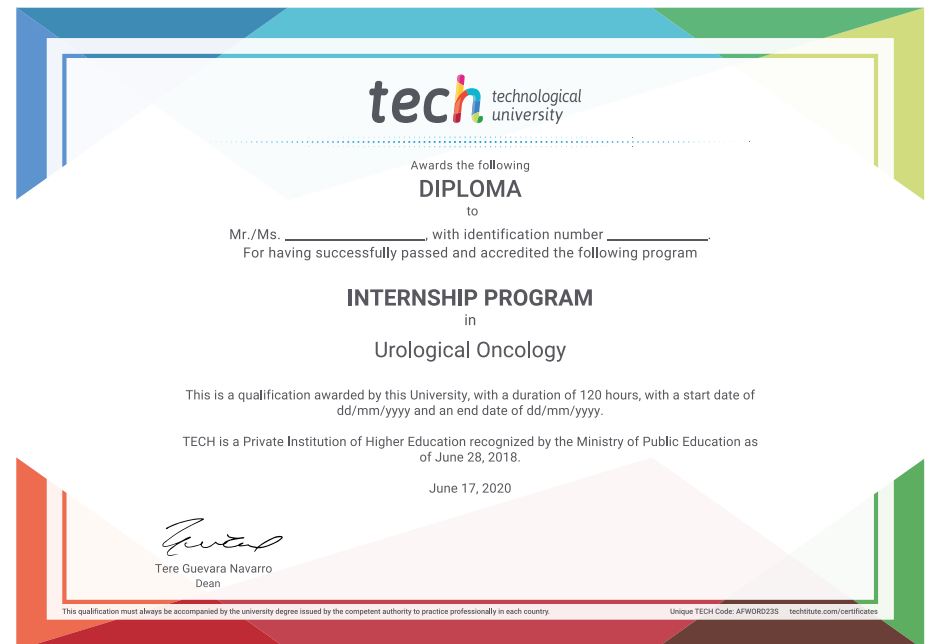 tech technological
university
Awards the following
DIPLOMA
to
Mr./Ms. ____________, with identification number ____________.
For having successfully passed and accredited the following program
INTERNSHIP PROGRAM
in
Urological Oncology
This is a qualification awarded by this University, with a duration of 120 hours, with a start date of
dd/mm/yyyy and an end date of dd/mm/yyyy.
TECH is a Private Institution of Higher Education recognized by the Ministry of Public Education as
of June 28, 2018.
June 17, 2020
Tere Guevara Navarro
Dean
This qualification must always be accompanied by the university degree issued by the competent authority to practice professionally in each country.
Unique TECH Code: AFWORD23S techtitute.com/certificates